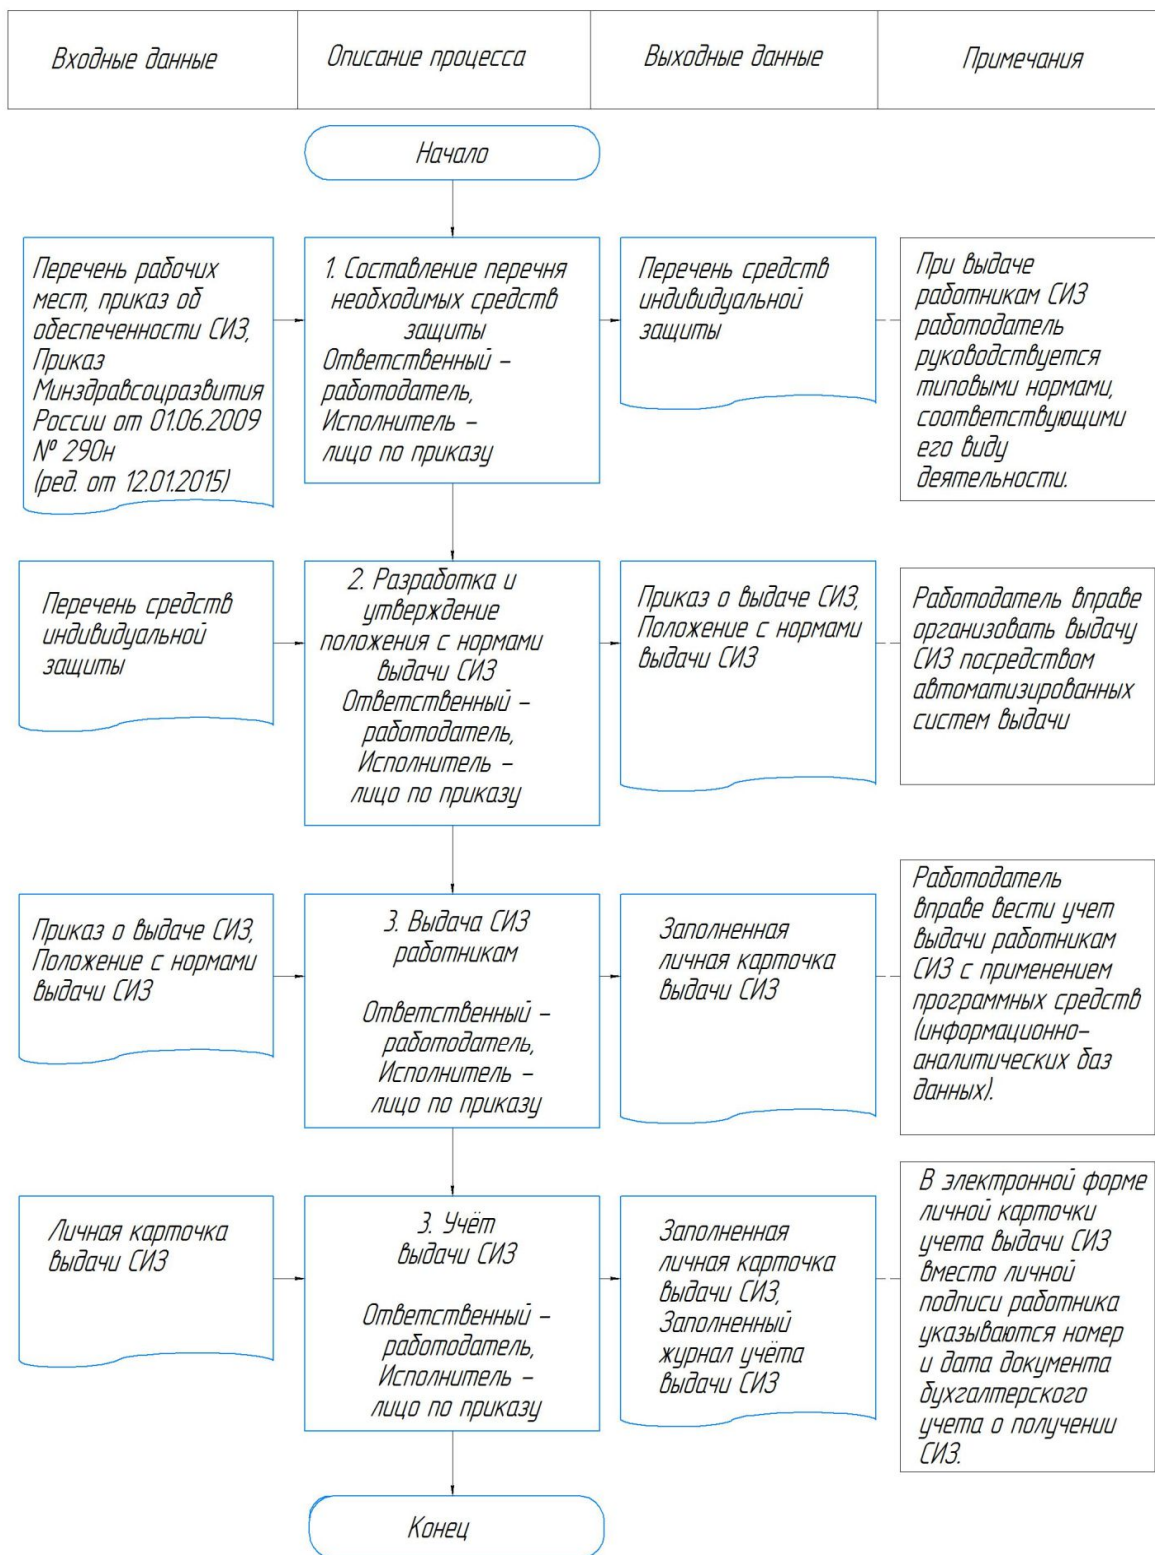 Входные данные
Описание процесса
Выходные данные
Примечания
Начало
Перечень рабочих
мест, приказ об
обеспеченности СИЗ,
Приказ
Минздравсоцразвития
России от 01.06.2009
№ 290н
(ред. от 12.01.2015)
1. Составление перечня
необходимых средств
защиты
Ответственный –
работодатель,
Исполнитель –
лицо по приказу
Перечень средств
индивидуальной
защиты
При выдаче
работникам СИЗ
работодатель
руководствуется
типовыми нормами,
соответствующими
его виду
деятельности.
Перечень средств
индивидуальной
защиты
2. Разработка и
утверждение
положения с нормами
выдачи СИЗ
Ответственный –
работодатель,
Исполнитель –
лицо по приказу
Приказ о выдаче СИЗ,
Положение с нормами
выдачи СИЗ
Работодатель вправе
организовать выдачу
СИЗ посредством
автоматизированных
систем выдачи
Приказ о выдаче СИЗ,
Положение с нормами
выдачи СИЗ
3. Выдача СИЗ
работникам
Ответственный –
работодатель,
Исполнитель –
лицо по приказу
Заполненная
личная карточка
выдачи СИЗ
Работодатель
вправе вести учет
выдачи работникам
СИЗ с применением
программных средств
(информационно-
аналитических баз
данных).
Личная карточка
выдачи СИЗ
3. Учёт
выдачи СИЗ
Ответственный –
работодатель,
Исполнитель –
лицо по приказу
Заполненная
личная карточка
выдачи СИЗ,
Заполненный
журнал учёта
выдачи СИЗ
В электронной форме
личной карточки
учета выдачи СИЗ
вместо личной
подписи работника
указываются номер
и дата документа
бухгалтерского
учета о получении
СИЗ.
Конец